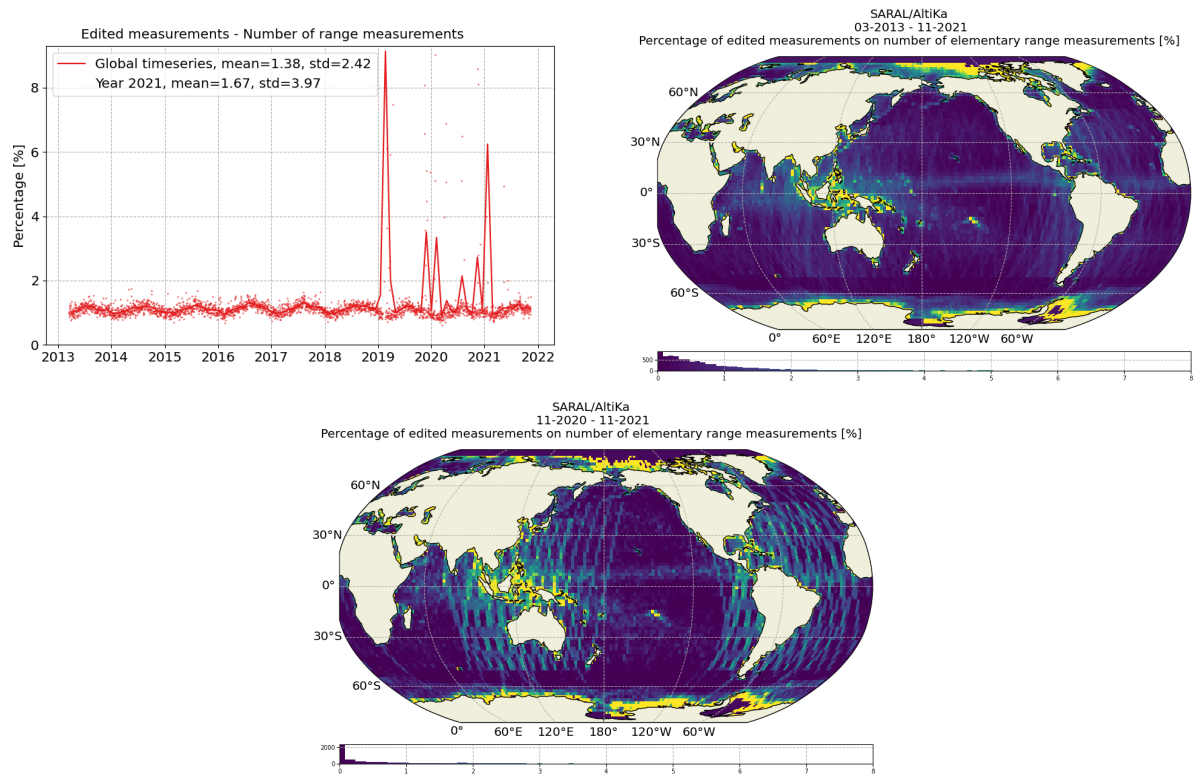 Edited measurements - Number of range measurements
Global timeseries, mean=1.38, std=2.42
Year 2021, mean=1.67, std=3.97
Percentage [%]
8
6
4
2
0
2013 2014 2015 2016 2017 2018 2019 2020 2021 2022
SARAL/AltiKa
03-2013 - 11-2021
Percentage of edited measurements on number of elementary range measurements [%]
60°N
30°N
0°
30°S
60°S
0° 60°E 120°E 180° 120°W 60°W
500
0
0 1 2 3 4 5 6 7 8
SARAL/AltiKa
11-2020 - 11-2021
Percentage of edited measurements on number of elementary range measurements [%]
60°N
30°N
0°
30°S
60°S
0° 60°E 120°E 180° 120°W 60°W
2000
0
0 1 2 3 4 5 6 7 8